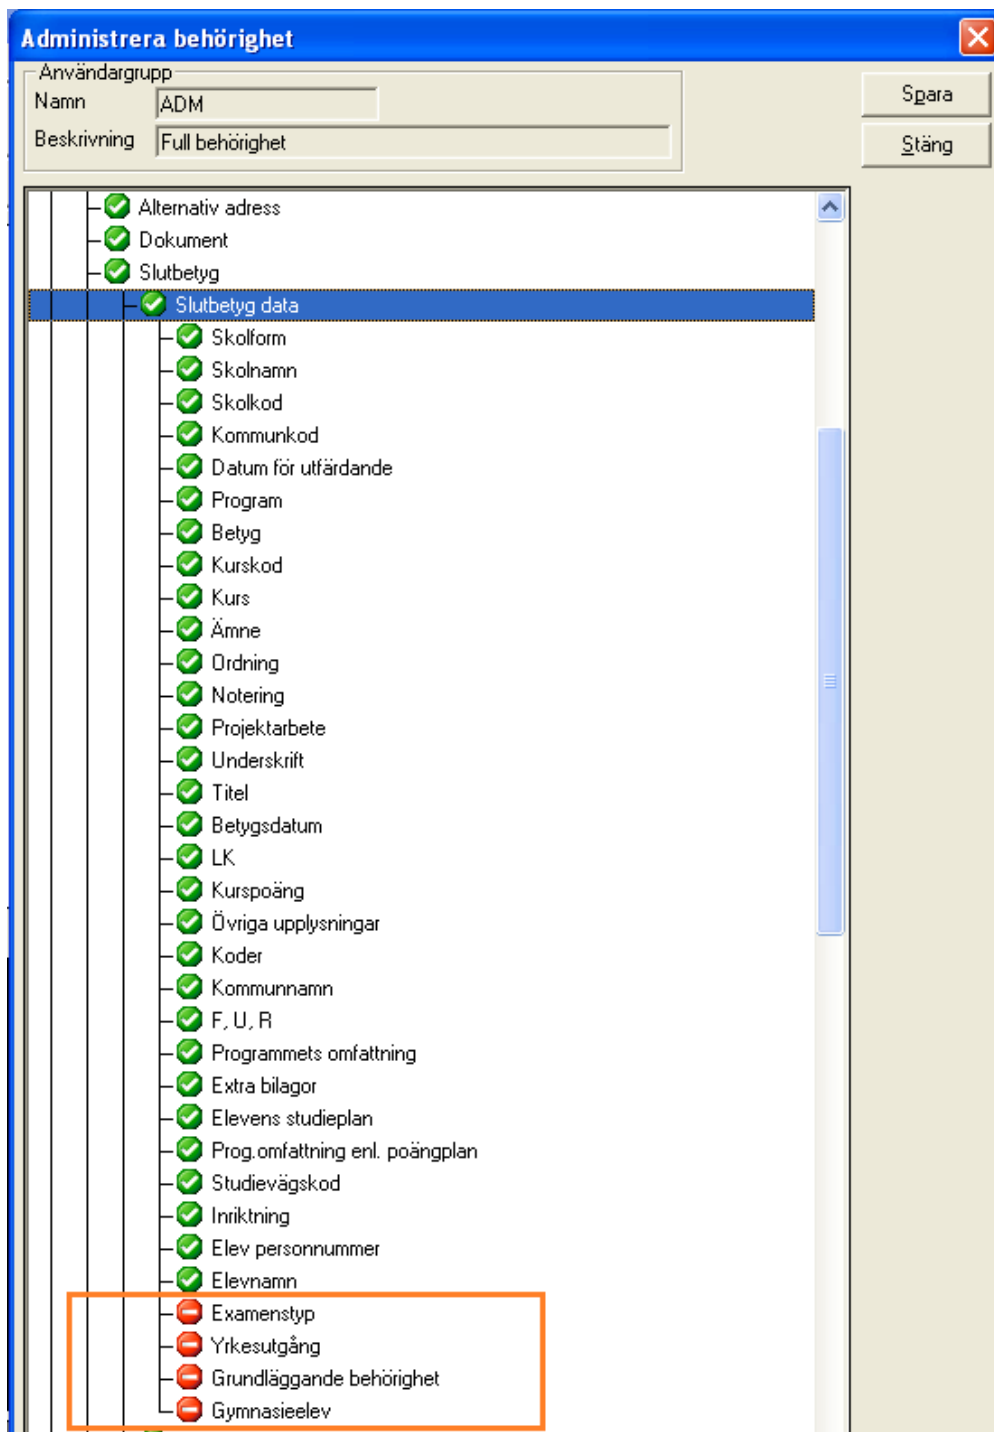 Administrera behörighet
Användargrupp
Namn ADM
Spara
Beskrivning Full behörighet
Stäng
Alternativ adress
Dokument
Slutbetyg
Slutbetyg data
Skolform
Skolnamn
Skolkod
Kommunkod
Datum för utfärdande
Program
Betyg
Kurskod
Kurs
Ämne
Ordning
Notering
Projektarbete
Underskrift
Titel
Betygsdatum
LK
Kurspoäng
Övriga upplysningar
Koder
Kommunnamn
F, U, R
Programmets omfattning
Extra bilagor
Elevens studieplan
Prog.omfattning enl. poängplan
Studievägskod
Inriktning
Elev personnummer
Elevnamn
Examenstyp
Yrkesutgång
Grundläggande behörighet
Gymnasieelev